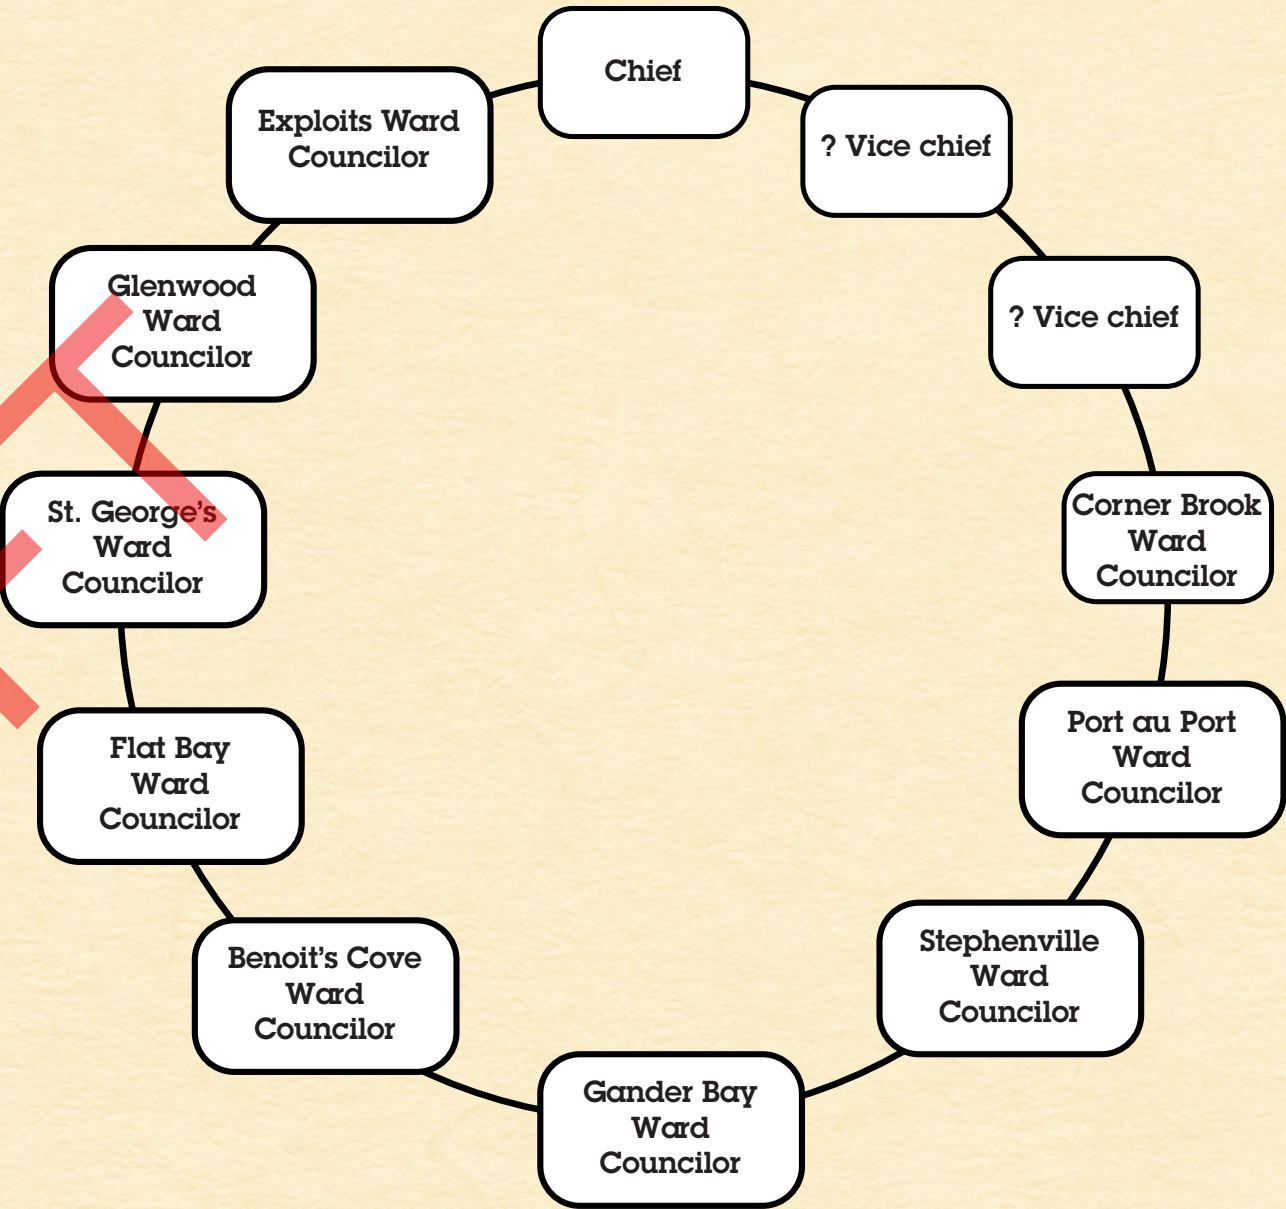 Chief
? Vice chief
? Vice chief
Corner Brook
Ward
Councilor
Port au Port
Ward
Councilor
Stephenville
Ward
Councilor
Gander Bay
Ward
Councilor
Benoit's Cove
Ward
Councilor
Flat Bay
Ward
Councilor
St. George's
Ward
Councilor
Glenwood
Ward
Councilor
Exploits Ward
Councilor